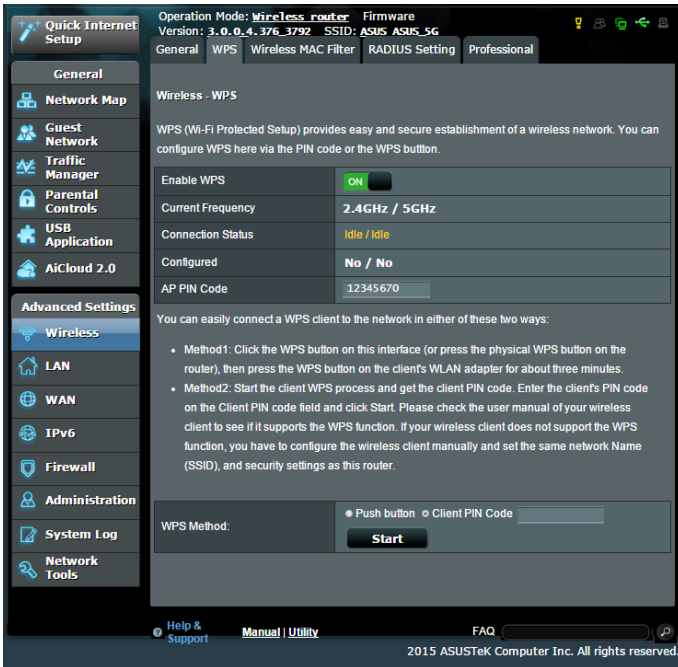 Quick Internet
Setup
General
Network Map
Guest
Network
Traffic
Manager
Parental
Controls
USB
Application
AiCloud 2.0
Advanced Settings
Wireless
LAN
WAN
IPv6
Firewall
Administration
System Log
Network
Tools
Operation Mode: Wireless router Firmware
Version: 3.0.0.4.376_3792 SSID: ASUS ASUS_5G
General WPS Wireless MAC Filter RADIUS Setting Professional
Wireless - WPS
WPS (Wi-Fi Protected Setup) provides easy and secure establishment of a wireless network. You can
configure WPS here via the PIN code or the WPS buttton.
Enable WPS ON
Current Frequency 2.4GHz / 5GHz
Connection Status Idle / Idle
Configured No / No
AP PIN Code 12345670
You can easily connect a WPS client to the network in either of these two ways:
• Method1: Click the WPS button on this interface (or press the physical WPS button on the
router), then press the WPS button on the client's WLAN adapter for about three minutes.
• Method2: Start the client WPS process and get the client PIN code. Enter the client's PIN code
on the Client PIN code field and click Start. Please check the user manual of your wireless
client to see if it supports the WPS function. If your wireless client does not support the WPS
function, you have to configure the wireless client manually and set the same network Name
(SSID), and security settings as this router.
WPS Method: Push button Client PIN Code
Start
Help &
Support Manual | Utility FAQ
2015 ASUSTeK Computer Inc. All rights reserved.